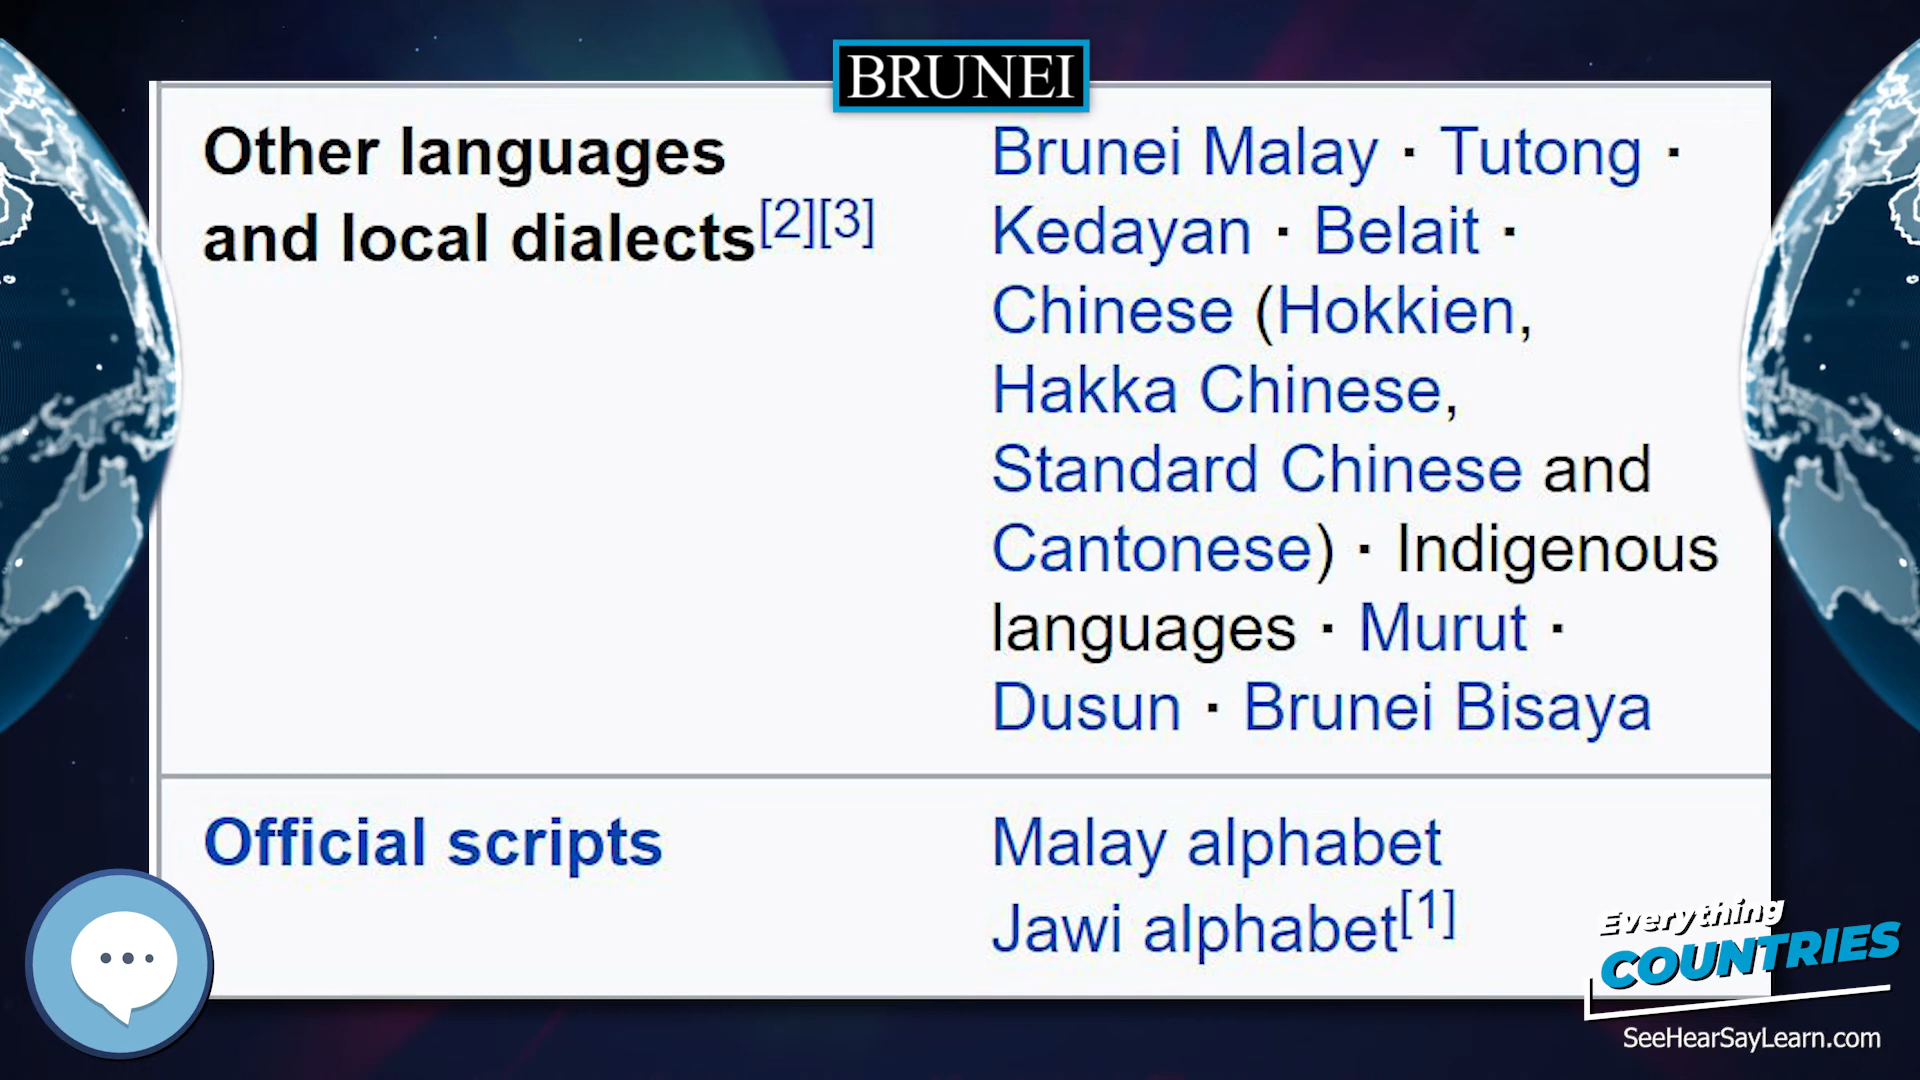 BRUNEI
Other languages
and local dialects[2][3]
Brunei Malay · Tutong ·
Kedayan · Belait ·
Chinese (Hokkien,
Hakka Chinese,
Standard Chinese and
Cantonese) · Indigenous
languages · Murut ·
Dusun · Brunei Bisaya
Official scripts
Malay alphabet
Jawi alphabet[1]
Everything
COUNTRIES
SeeHearSayLearn.com